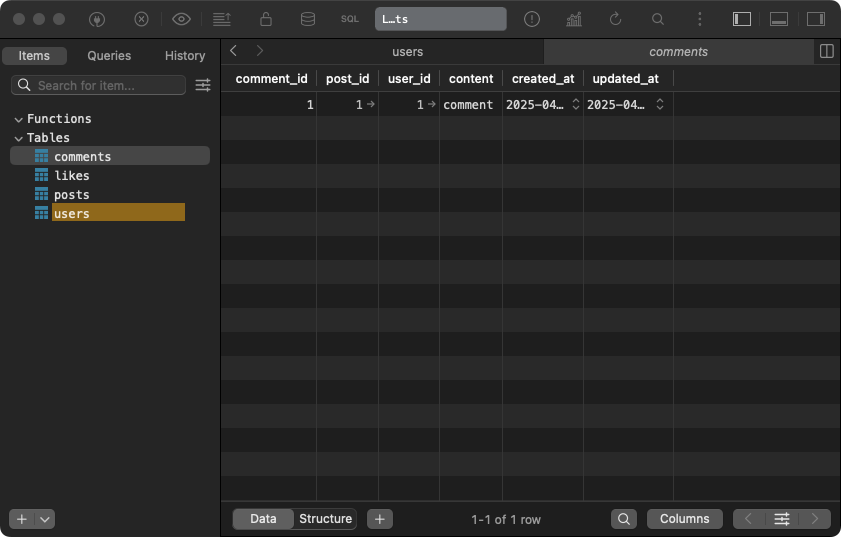 SQL
L…ts
Items Queries History
Search for item...
Functions
Tables
comments
likes
posts
users
users comments
comment_id post_id user_id content created_at updated_at
1 1 → 1 → comment 2025-04… 2025-04…
Data Structure + 1-1 of 1 row Columns